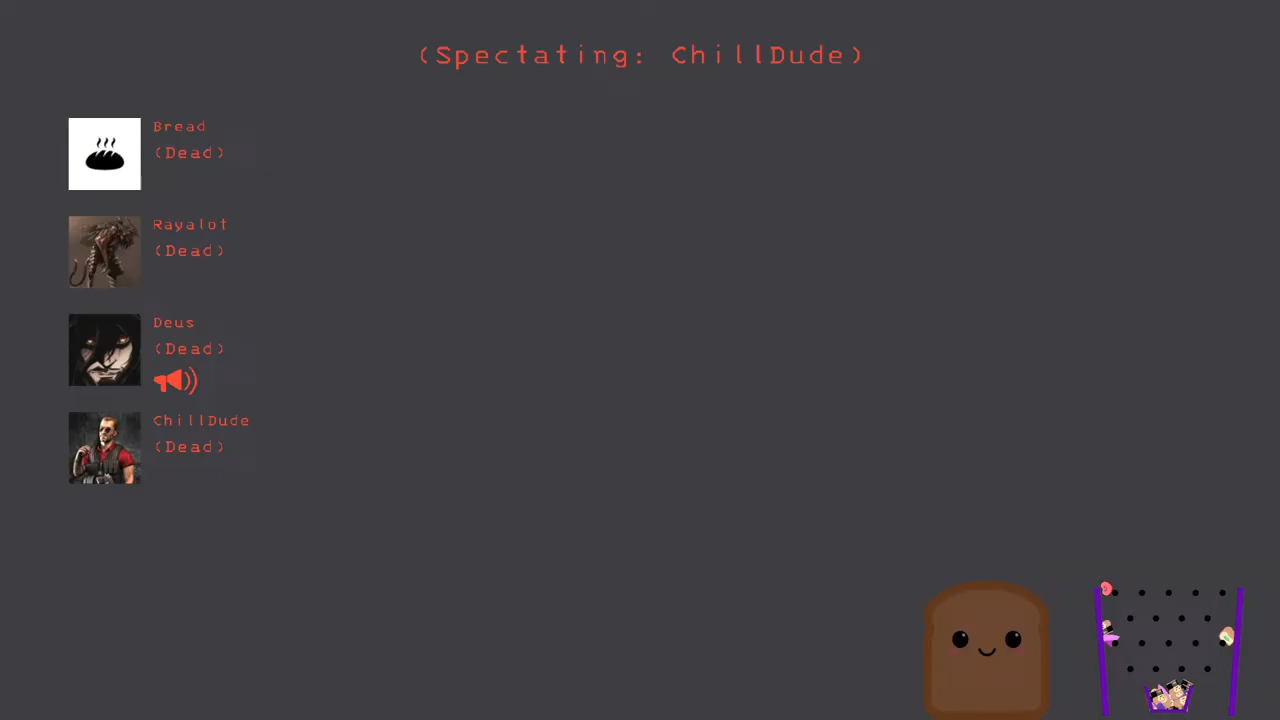 (Spectating: ChillDude)
Bread
(Dead)
Rayalot
(Dead)
Deus
(Dead)
ChillDude
(Dead)